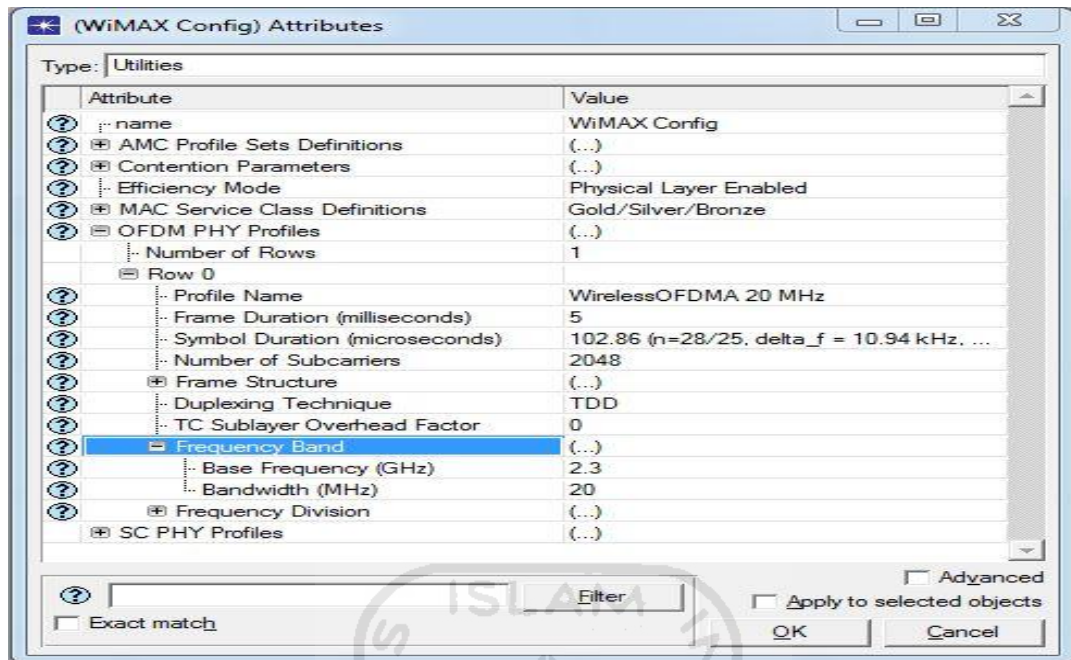 (WiMAX Config) Attributes
Type: Utilities
Attribute Value
name WiMAX Config
AMC Profile Sets Definitions (...)
Contention Parameters (...)
Efficiency Mode Physical Layer Enabled
MAC Service Class Definitions Gold/Silver/Bronze
OFDM PHY Profiles (...)
Number of Rows 1
Row 0
Profile Name WirelessOFDMA 20 MHz
Frame Duration (milliseconds) 5
Symbol Duration (microseconds) 102.86 (n=28/25, delta_f = 10.94 kHz, ...
Number of Subcarriers 2048
Frame Structure (...)
Duplexing Technique TDD
TC Sublayer Overhead Factor 0
Frequency Band (...)
Base Frequency (GHz) 2.3
Bandwidth (MHz) 20
Frequency Division (...)
SC PHY Profiles (...)
Advanced
Filter
Apply to selected objects
Exact match
OK Cancel
ISLAM